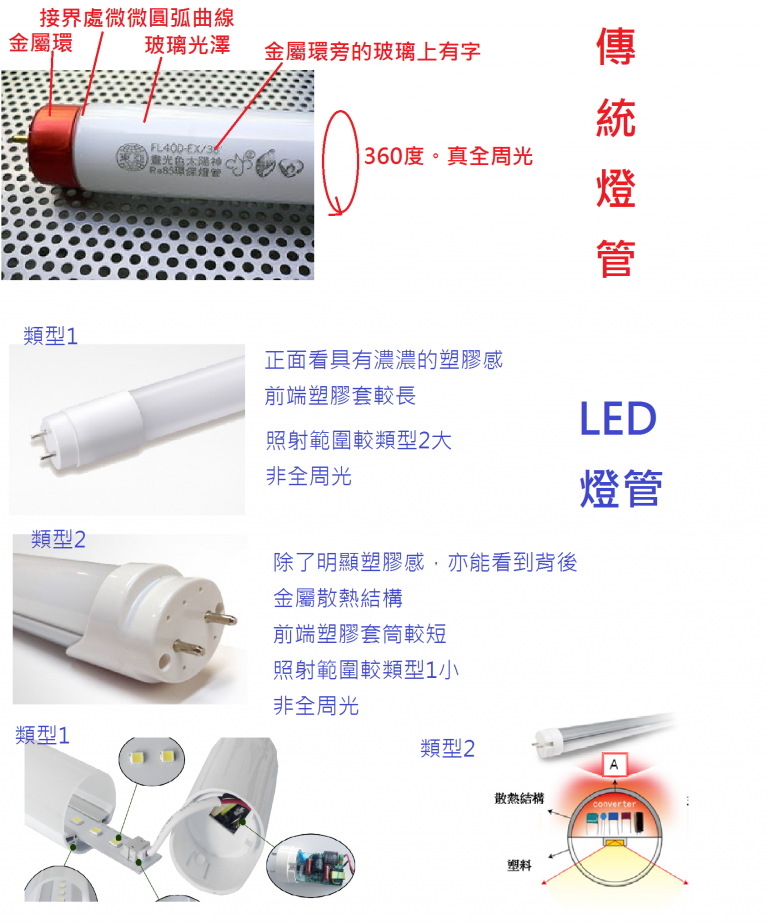 接界處微微圓弧曲線
金屬環
玻璃光澤
金屬環旁的玻璃上有字
傳統燈管
FL40D-EX/38
東亞
晝光色太陽神
Ra85環保燈管
360度。真全周光
類型1
正面看具有濃濃的塑膠感
前端塑膠套較長
照射範圍較類型2大
非全周光
LED
燈管
類型2
除了明顯塑膠感，亦能看到背後
金屬散熱結構
前端塑膠套筒較短
照射範圍較類型1小
非全周光
類型1
類型2
A
散熱結構
converter
塑料